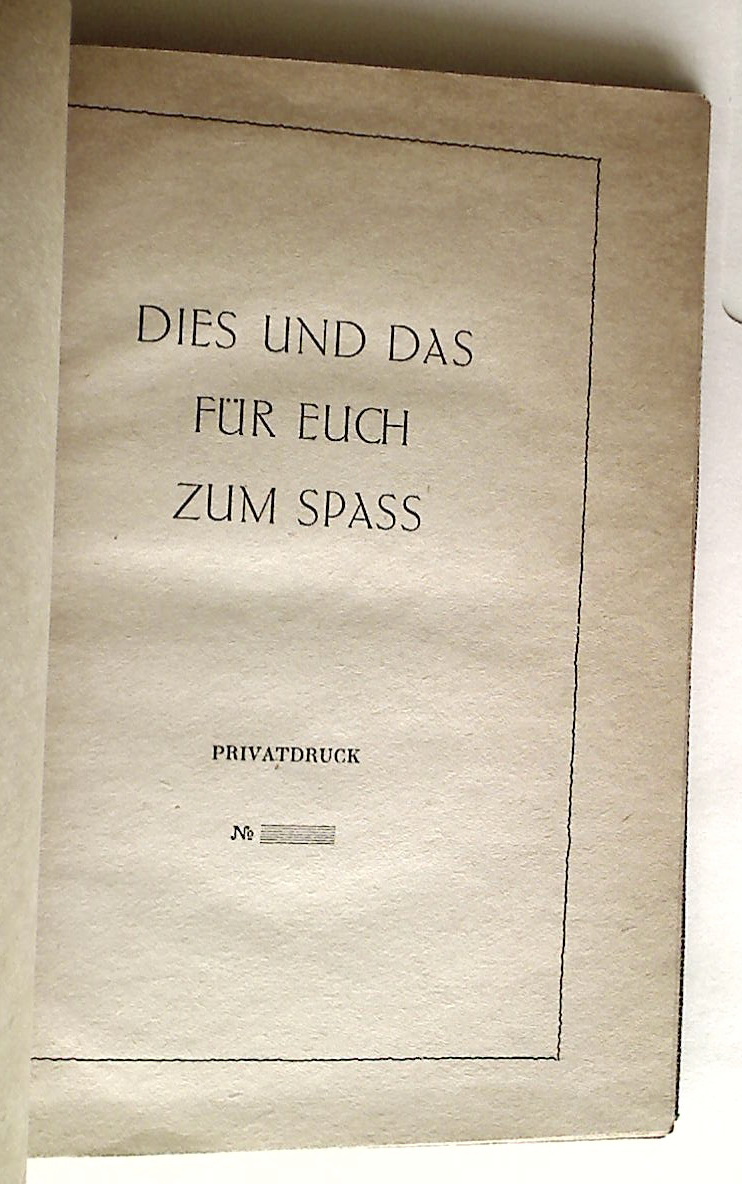 DIES UND DAS
FÜR EUCH
ZUM SPASS
PRIVATDRUCK
№